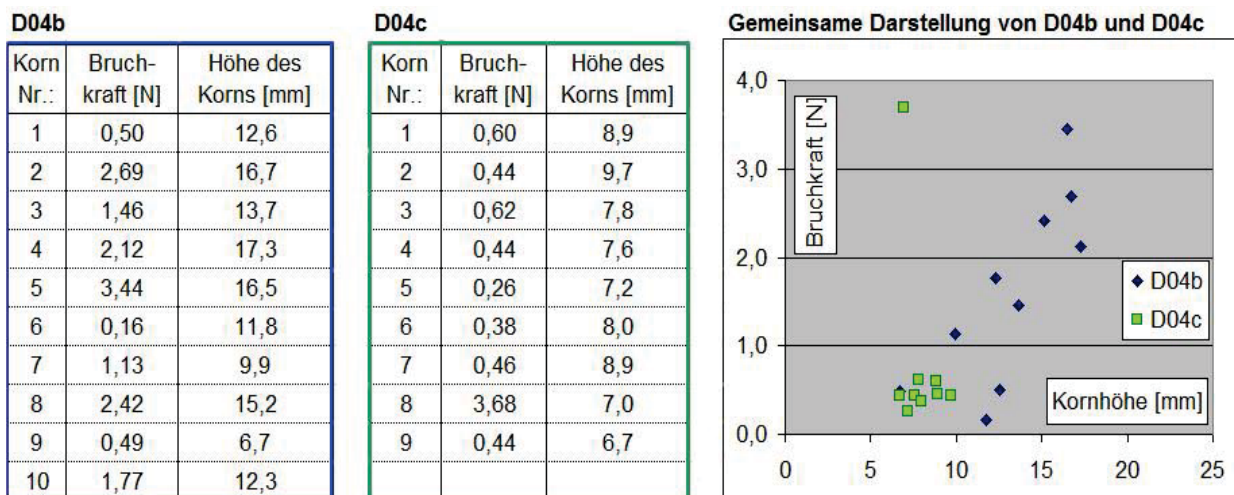 D04b
Korn Bruch- Höhe des
Nr.: kraft [N] Korns [mm]
1 0,50 12,6
2 2,69 16,7
3 1,46 13,7
4 2,12 17,3
5 3,44 16,5
6 0,16 11,8
7 1,13 9,9
8 2,42 15,2
9 0,49 6,7
10 1,77 12,3
D04c
Korn Bruch- Höhe des
Nr.: kraft [N] Korns [mm]
1 0,60 8,9
2 0,44 9,7
3 0,62 7,8
4 0,44 7,6
5 0,26 7,2
6 0,38 8,0
7 0,46 8,9
8 3,68 7,0
9 0,44 6,7
Gemeinsame Darstellung von D04b und D04c
4,0
3,0
2,0
1,0
0,0
Bruchkraft [N]
D04b
D04c
Kornhöhe [mm]
0 5 10 15 20 25